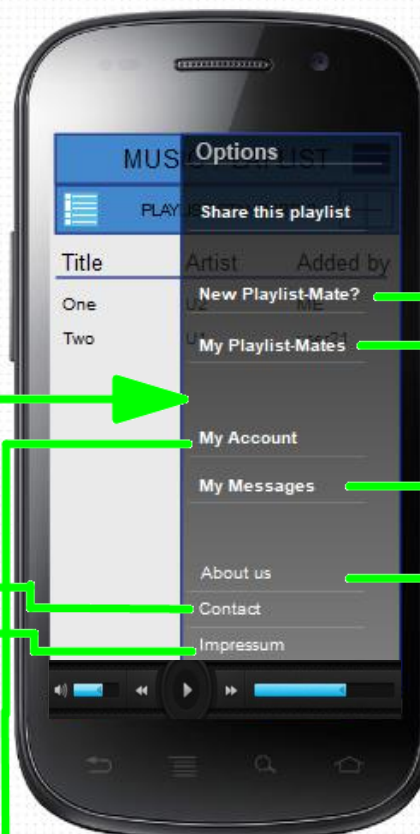 MUSIC PLAYLIST
Options
PLAY
Share this playlist
Title Artist Added by
New Playlist-Mate?
One U2 ME
Two
My Playlist-Mates
My Account
My Messages
About us
Contact
Impressum